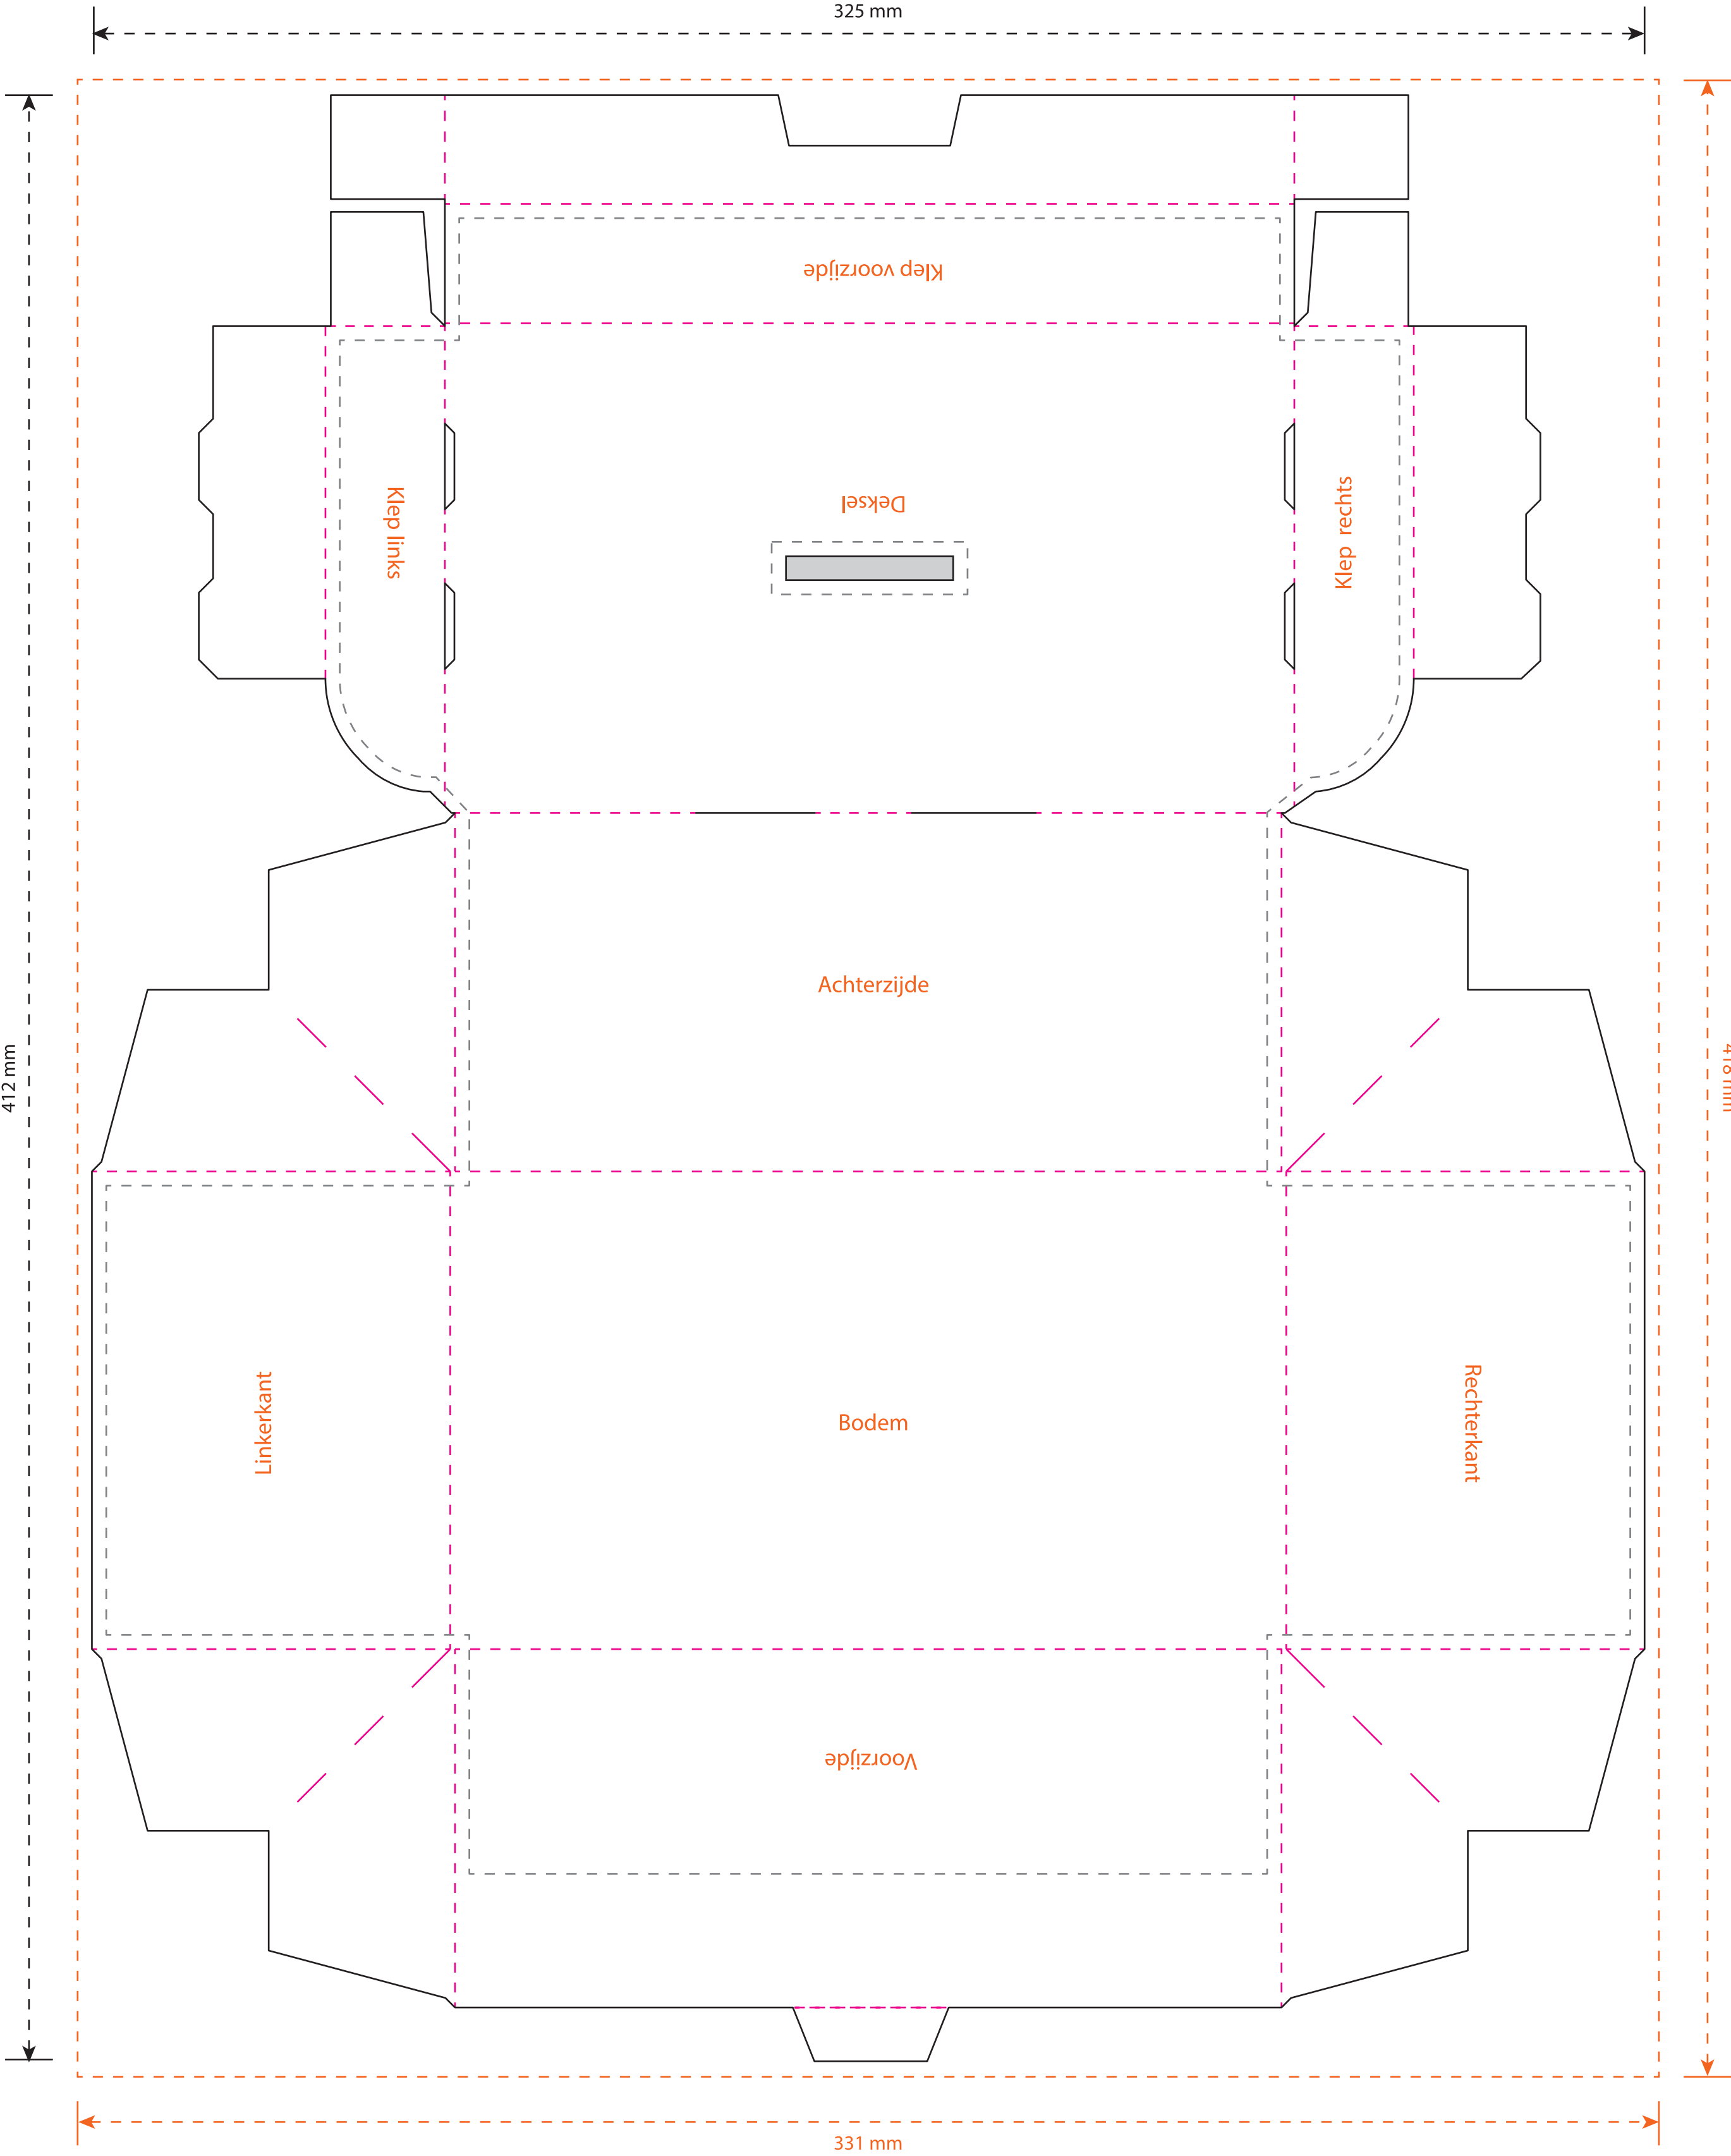 325 mm
Klep voorzijde
Klep links
Deksel
Klep rechts
Achterzijde
412 mm
Linkerkant
Bodem
Rechterkant
Voorzijde
331 mm